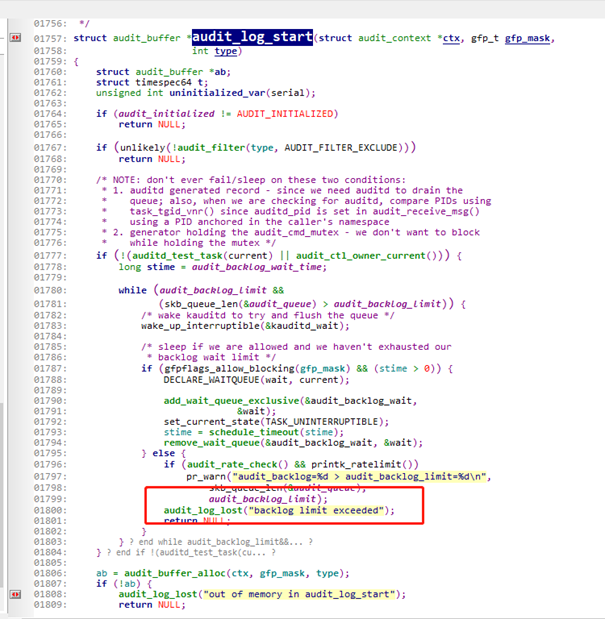 01756:  */
01757: struct audit_buffer *audit_log_start(struct audit_context *ctx, gfp_t gfp_mask,
01758:                      int type)
01759: {
01760:     struct audit_buffer *ab;
01761:     struct timespec64 t;
01762:     unsigned int uninitialized_var(serial);
01763:
01764:     if (audit_initialized != AUDIT_INITIALIZED)
01765:         return NULL;
01766:
01767:     if (unlikely(!audit_filter(type, AUDIT_FILTER_EXCLUDE)))
01768:         return NULL;
01769:
01770:     /* NOTE: don't ever fail/sleep on these two conditions:
01771:      * 1. auditd generated record - since we need auditd to drain the
01772:      *    queue; also, when we are checking for auditd, compare PIDs using
01773:      *    task_tgid_vnr() since auditd_pid is set in audit_receive_msg()
01774:      *    using a PID anchored in the caller's namespace
01775:      * 2. generator holding the audit_cmd_mutex - we don't want to block
01776:      *    while holding the mutex */
01777:     if (!(auditd_test_task(current) || audit_ctl_owner_current())) {
01778:         long stime = audit_backlog_wait_time;
01779:
01780:         while (audit_backlog_limit &&
01781:                (skb_queue_len(&audit_queue) > audit_backlog_limit)) {
01782:             /* wake kauditd to try and flush the queue */
01783:             wake_up_interruptible(&kauditd_wait);
01784:
01785:             /* sleep if we are allowed and we haven't exhausted our
01786:              * backlog wait limit */
01787:             if (gfpflags_allow_blocking(gfp_mask) && (stime > 0)) {
01788:                 DECLARE_WAITQUEUE(wait, current);
01789:
01790:                 add_wait_queue_exclusive(&audit_backlog_wait,
01791:                              &wait);
01792:                 set_current_state(TASK_UNINTERRUPTIBLE);
01793:                 stime = schedule_timeout(stime);
01794:                 remove_wait_queue(&audit_backlog_wait, &wait);
01795:             } else {
01796:                 if (audit_rate_check() && printk_ratelimit())
01797:                     pr_warn("audit_backlog=%d > audit_backlog_limit=%d\n",
01798:                         skb_queue_len(&audit_queue),
01799:                         audit_backlog_limit);
01800:                 audit_log_lost("backlog limit exceeded");
01801:                 return NULL;
01802:             }
01803:         } ? end while audit_backlog_limit&&... ?
01804:     } ? end if !(auditd_test_task(cu... ?
01805:
01806:     ab = audit_buffer_alloc(ctx, gfp_mask, type);
01807:     if (!ab) {
01808:         audit_log_lost("out of memory in audit_log_start");
01809:         return NULL;